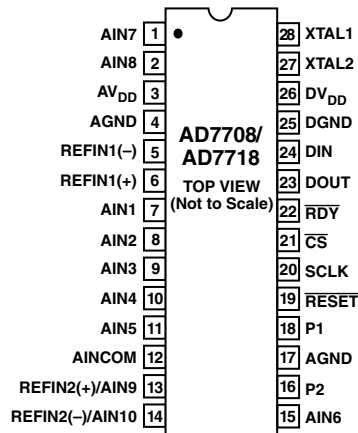 AIN7 1 28 XTAL1
AIN8 2 27 XTAL2
AVDD 3 26 DVDD
AGND 4 25 DGND
REFIN1(–) 5 24 DIN
REFIN1(+) 6 23 DOUT
AIN1 7 22 RDY
AIN2 8 21 CS
AIN3 9 20 SCLK
AIN4 10 19 RESET
AIN5 11 18 P1
AINCOM 12 17 AGND
REFIN2(+)/AIN9 13 16 P2
REFIN2(–)/AIN10 14 15 AIN6
AD7708/
AD7718
TOP VIEW
(Not to Scale)